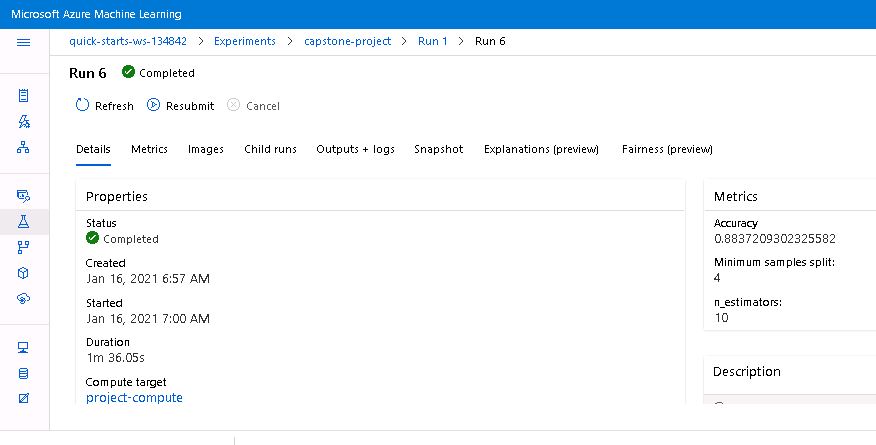 Microsoft Azure Machine Learning
quick-starts-ws-134842 > Experiments > capstone-project > Run 1 > Run 6
Run 6 Completed
Refresh Resubmit Cancel
Details Metrics Images Child runs Outputs + logs Snapshot Explanations (preview) Fairness (preview)
Properties
Status
Completed
Created
Jan 16, 2021 6:57 AM
Started
Jan 16, 2021 7:00 AM
Duration
1m 36.05s
Compute target
project-compute
Metrics
Accuracy
0.8837209302325582
Minimum samples split:
4
n_estimators:
10
Description